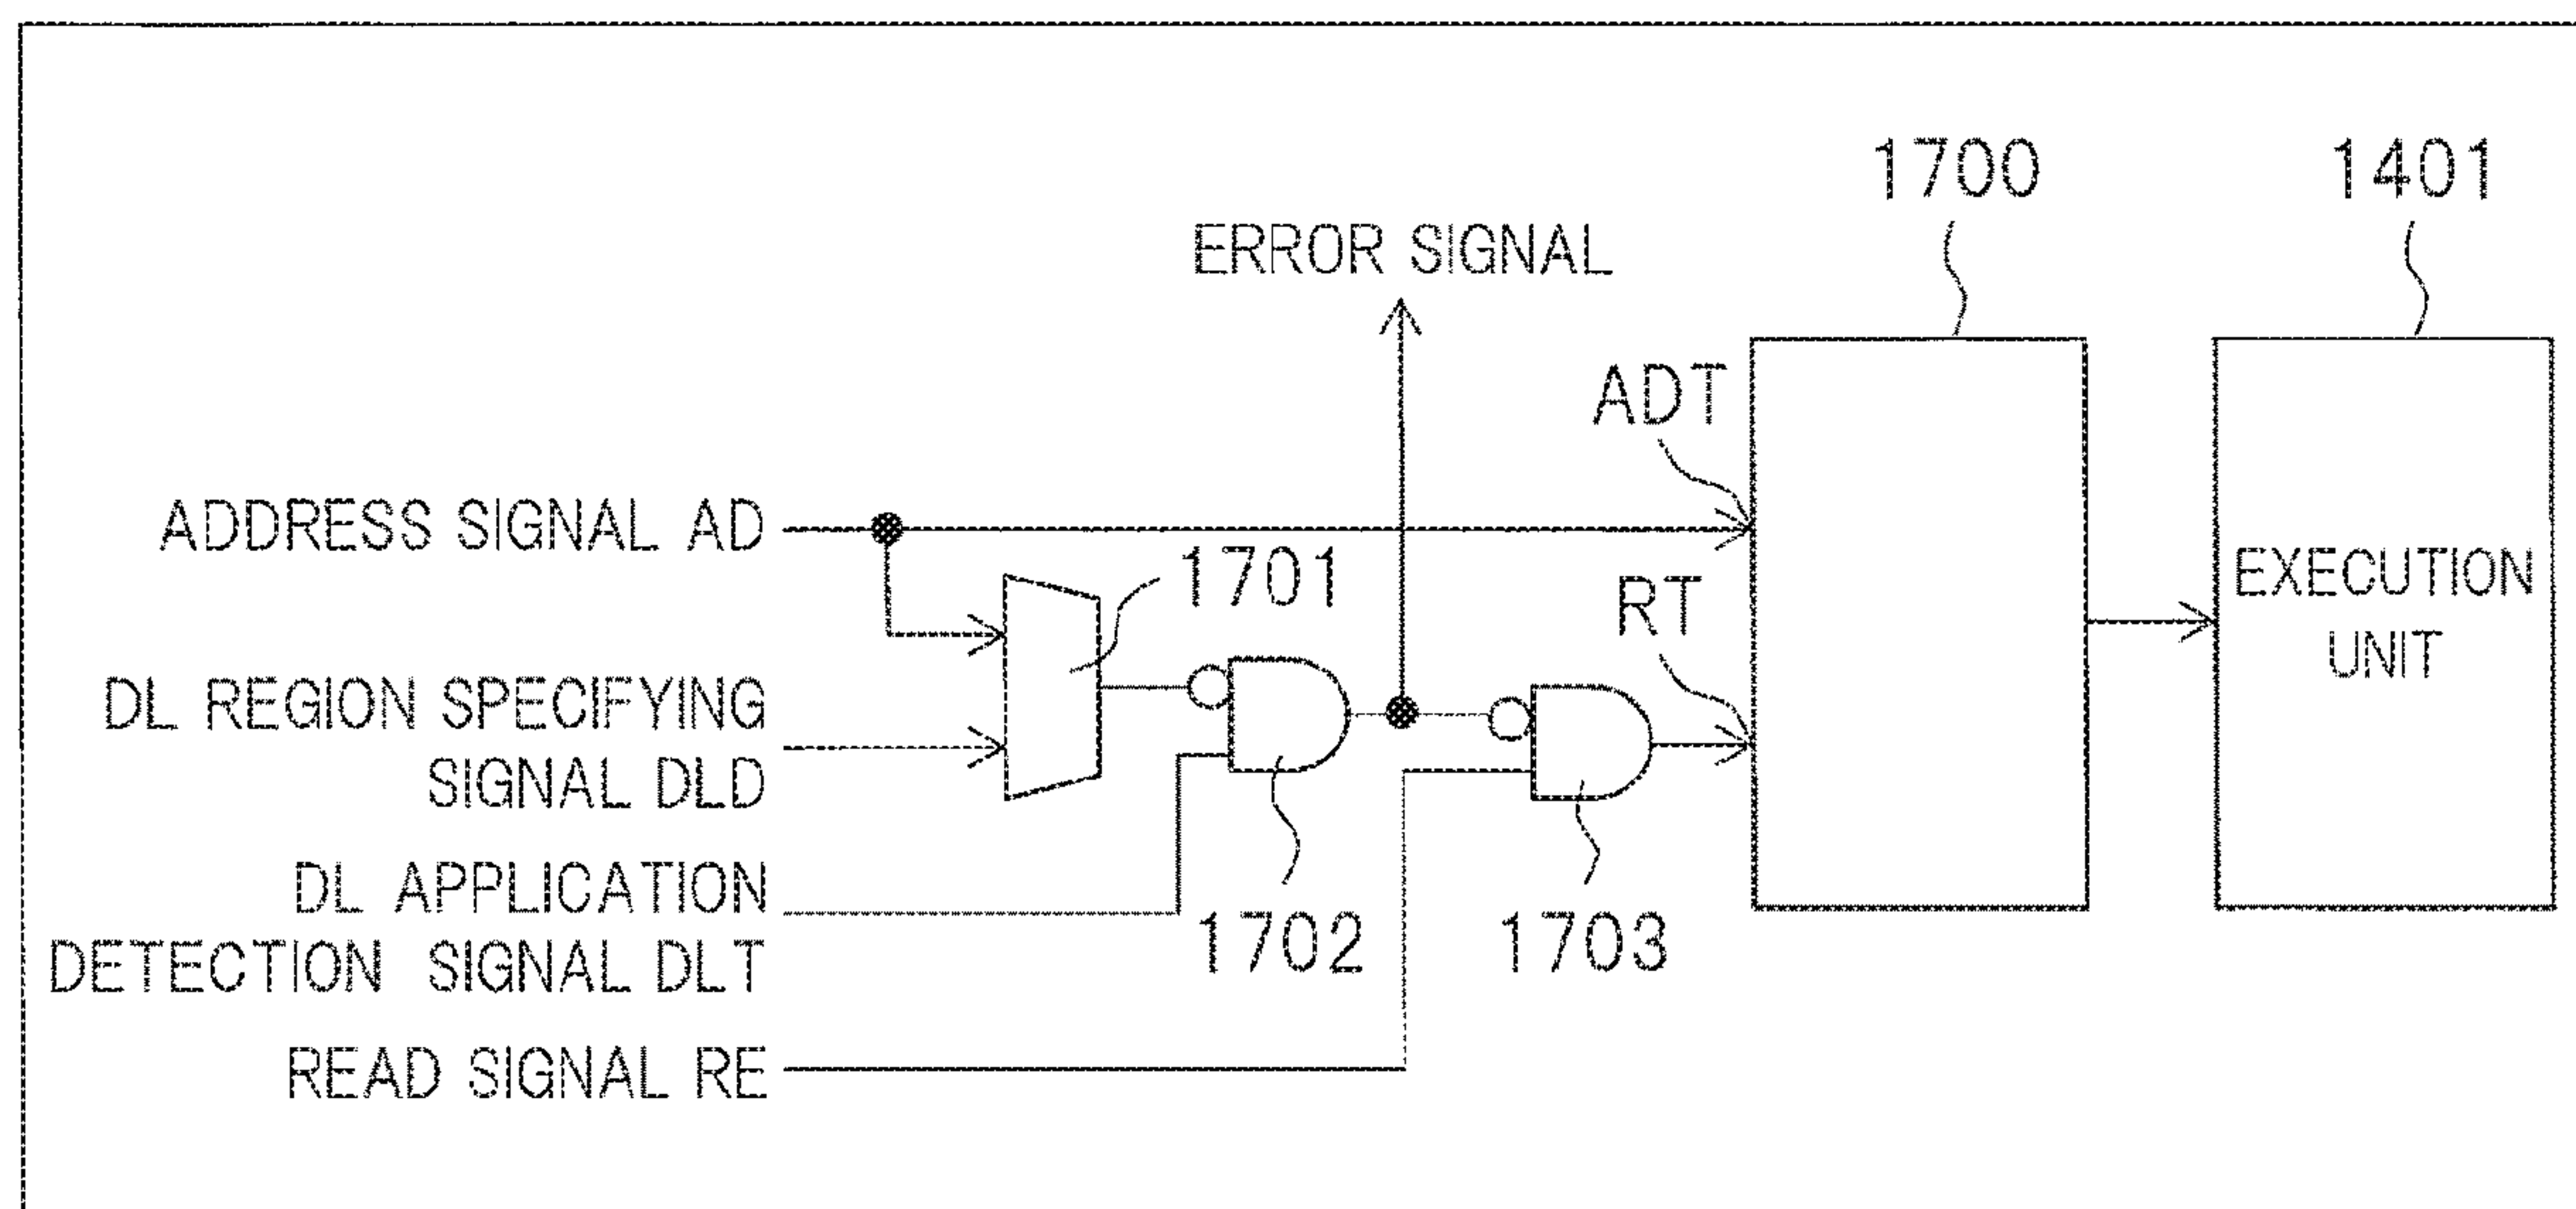 1700
1401
ERROR SIGNAL
ADT
ADDRESS SIGNAL AD
1701
RT
EXECUTION
UNIT
DL REGION SPECIFYING
SIGNAL DLD
DL APPLICATION
DETECTION SIGNAL DLT
1702
1703
READ SIGNAL RE